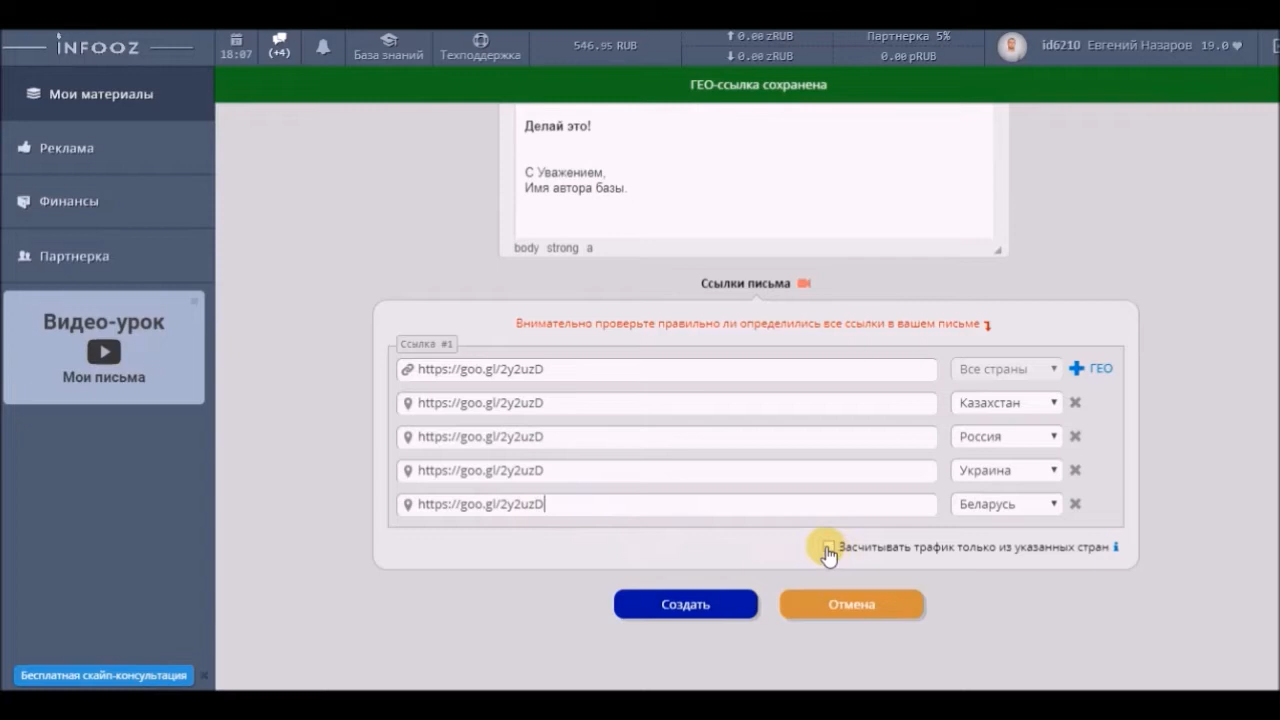 iNFOOZ
18:07
(+4)
База знаний
Техподдержка
546.95 RUB
0.00 zRUB
0.00 zRUB
Партнерка 5%
0.00 pRUB
id6210 Евгений Назаров 19.0
Мои материалы
Реклама
Финансы
Партнерка
Видео-урок
Мои письма
Бесплатная скайп-консультация
ГЕО-ссылка сохранена
Делай это!
С Уважением,
Имя автора базы.
body strong a
Ссылки письма
Внимательно проверьте правильно ли определились все ссылки в вашем письме
Ссылка #1
https://goo.gl/2y2uzD Все страны ГЕО
https://goo.gl/2y2uzD Казахстан
https://goo.gl/2y2uzD Россия
https://goo.gl/2y2uzD Украина
https://goo.gl/2y2uzD Беларусь
Засчитывать трафик только из указанных стран
Создать Отмена